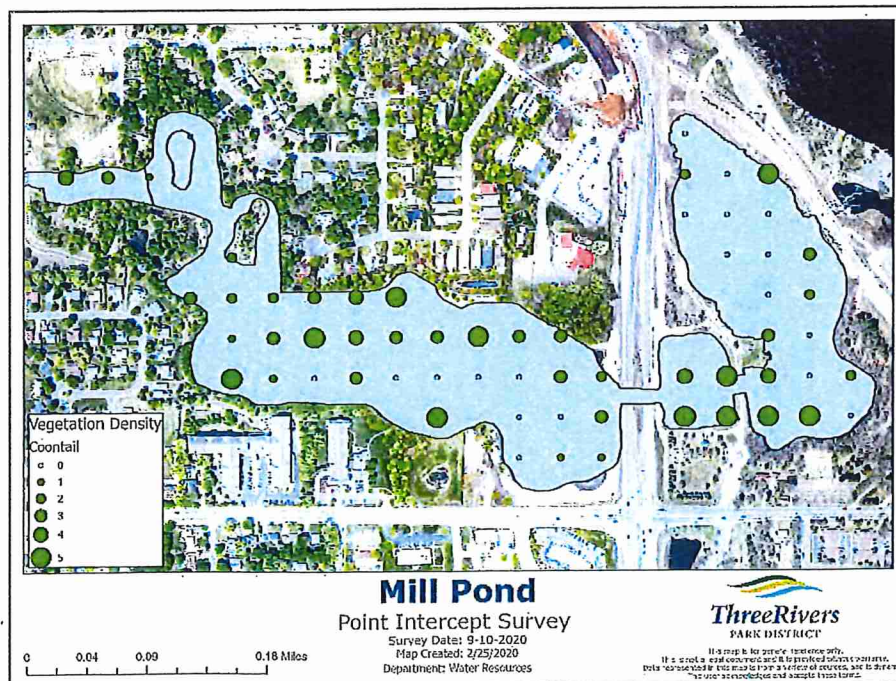 Vegetation Density
Coontail
0
1
2
3
4
5
Mill Pond
Point Intercept Survey
Survey Date: 9-10-2020
Map Created: 2/25/2020
Department: Water Resources
0 0.04 0.09 0.18 Miles
ThreeRivers
PARK DISTRICT